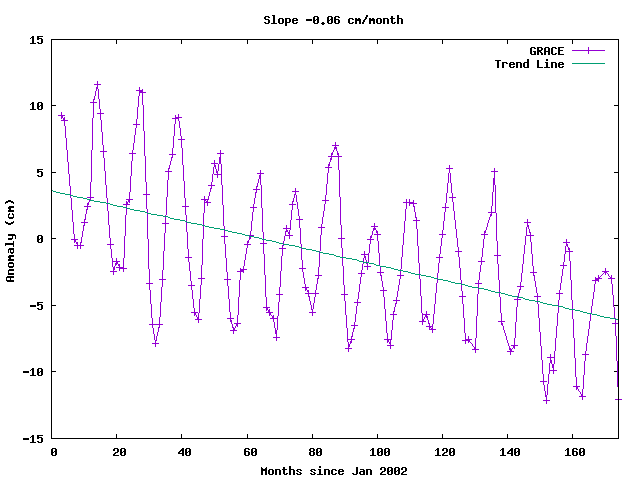 Slope -0.06 cm/month
GRACE
Trend Line
15
10
5
0
-5
-10
-15
Anomaly (cm)
0 20 40 60 80 100 120 140 160
Months since Jan 2002